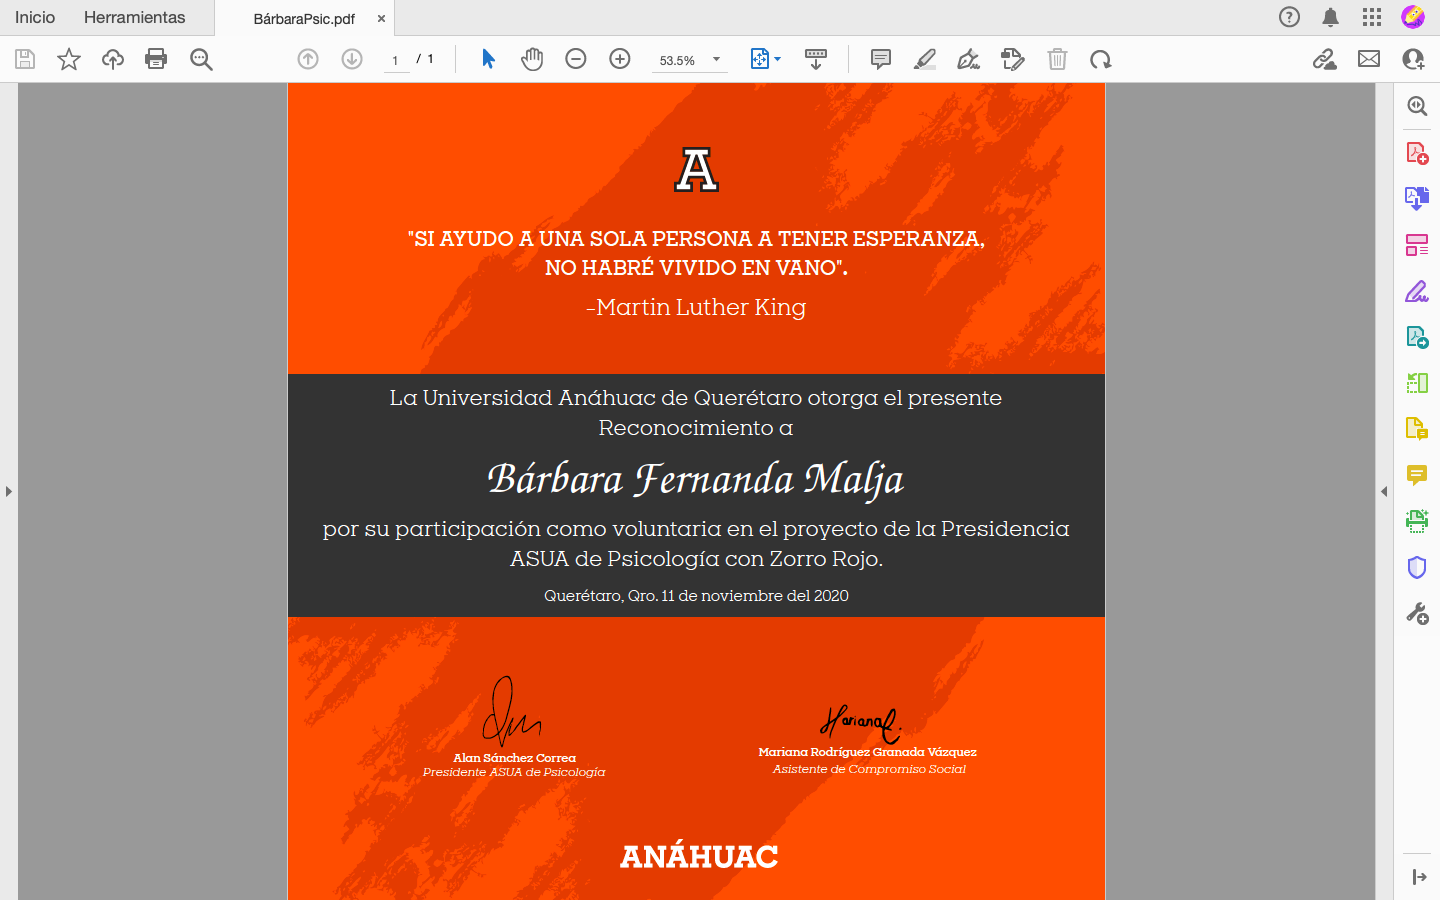 Inicio
Herramientas
BárbaraPsic.pdf
1 / 1
53.5%
A
"SI AYUDO A UNA SOLA PERSONA A TENER ESPERANZA,
NO HABRÉ VIVIDO EN VANO".
-Martin Luther King
La Universidad Anáhuac de Querétaro otorga el presente
Reconocimiento a
Bárbara Fernanda Malja
por su participación como voluntaria en el proyecto de la Presidencia
ASUA de Psicología con Zorro Rojo.
Querétaro, Qro. 11 de noviembre del 2020
Mariana R.
Alan Sánchez Correa
Presidente ASUA de Psicología
Mariana Rodríguez Granada Vázquez
Asistente de Compromiso Social
ANÁHUAC